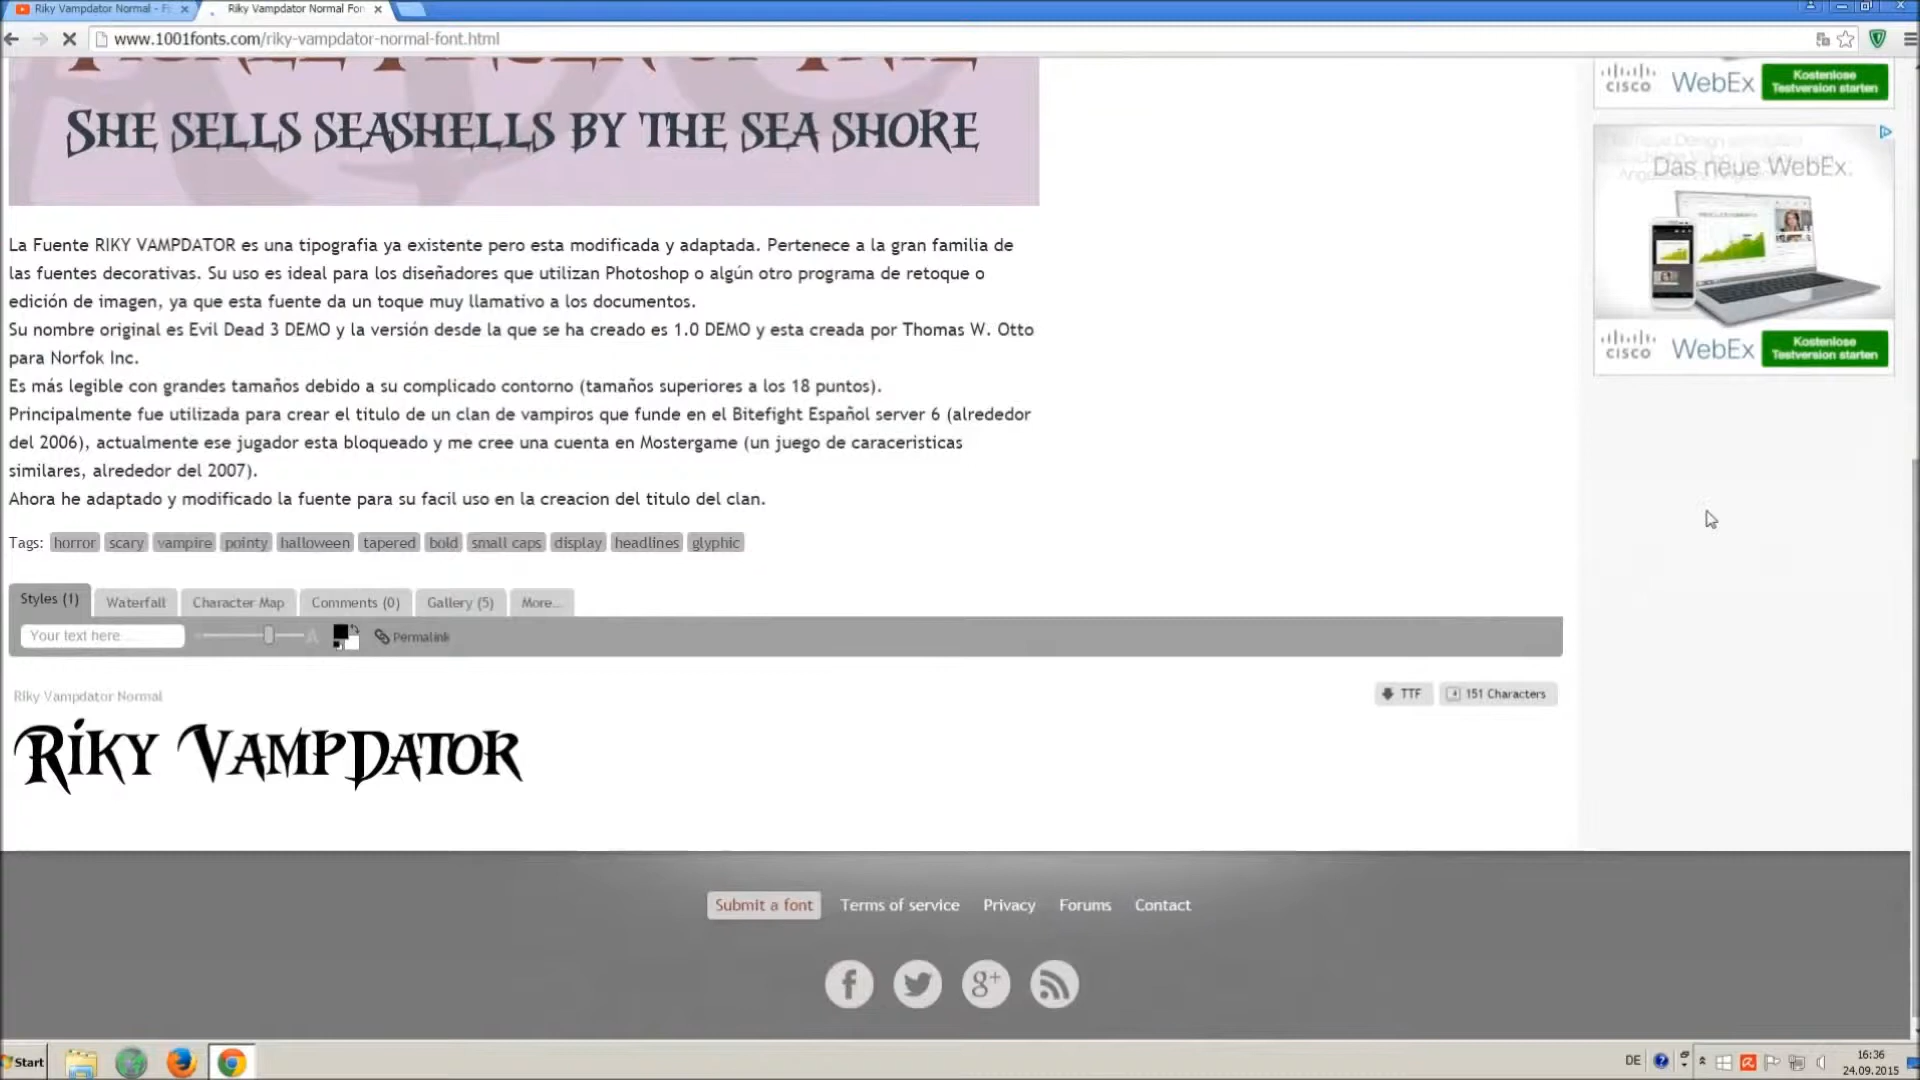 Riky Vampdator Normal - F
Riky Vampdator Normal Fon
www.1001fonts.com/riky-vampdator-normal-font.html
She sells seashells by the sea shore
La Fuente RIKY VAMPDATOR es una tipografia ya existente pero esta modificada y adaptada. Pertenece a la gran familia de
las fuentes decorativas. Su uso es ideal para los diseñadores que utilizan Photoshop o algún otro programa de retoque o
edición de imagen, ya que esta fuente da un toque muy llamativo a los documentos.
Su nombre original es Evil Dead 3 DEMO y la versión desde la que se ha creado es 1.0 DEMO y esta creada por Thomas W. Otto
para Norfok Inc.
Es más legible con grandes tamaños debido a su complicado contorno (tamaños superiores a los 18 puntos).
Principalmente fue utilizada para crear el titulo de un clan de vampiros que funde en el Bitefight Español server 6 (alrededor
del 2006), actualmente ese jugador esta bloqueado y me cree una cuenta en Mostergame (un juego de caraceristicas
similares, alrededor del 2007).
Ahora he adaptado y modificado la fuente para su facil uso en la creacion del titulo del clan.
Tags: horror scary vampire pointy halloween tapered bold small caps display headlines glyphic
Styles (1) Waterfall Character Map Comments (0) Gallery (5) More...
Your text here ... A Permalink
Riky Vampdator Normal
TTF 151 Characters
Riky VampDator
cisco WebEx Kostenlose
Testversion starten
Das neue WebEx.
cisco WebEx Kostenlose
Testversion starten
Submit a font Terms of service Privacy Forums Contact
Start
DE
16:36
24.09.2015